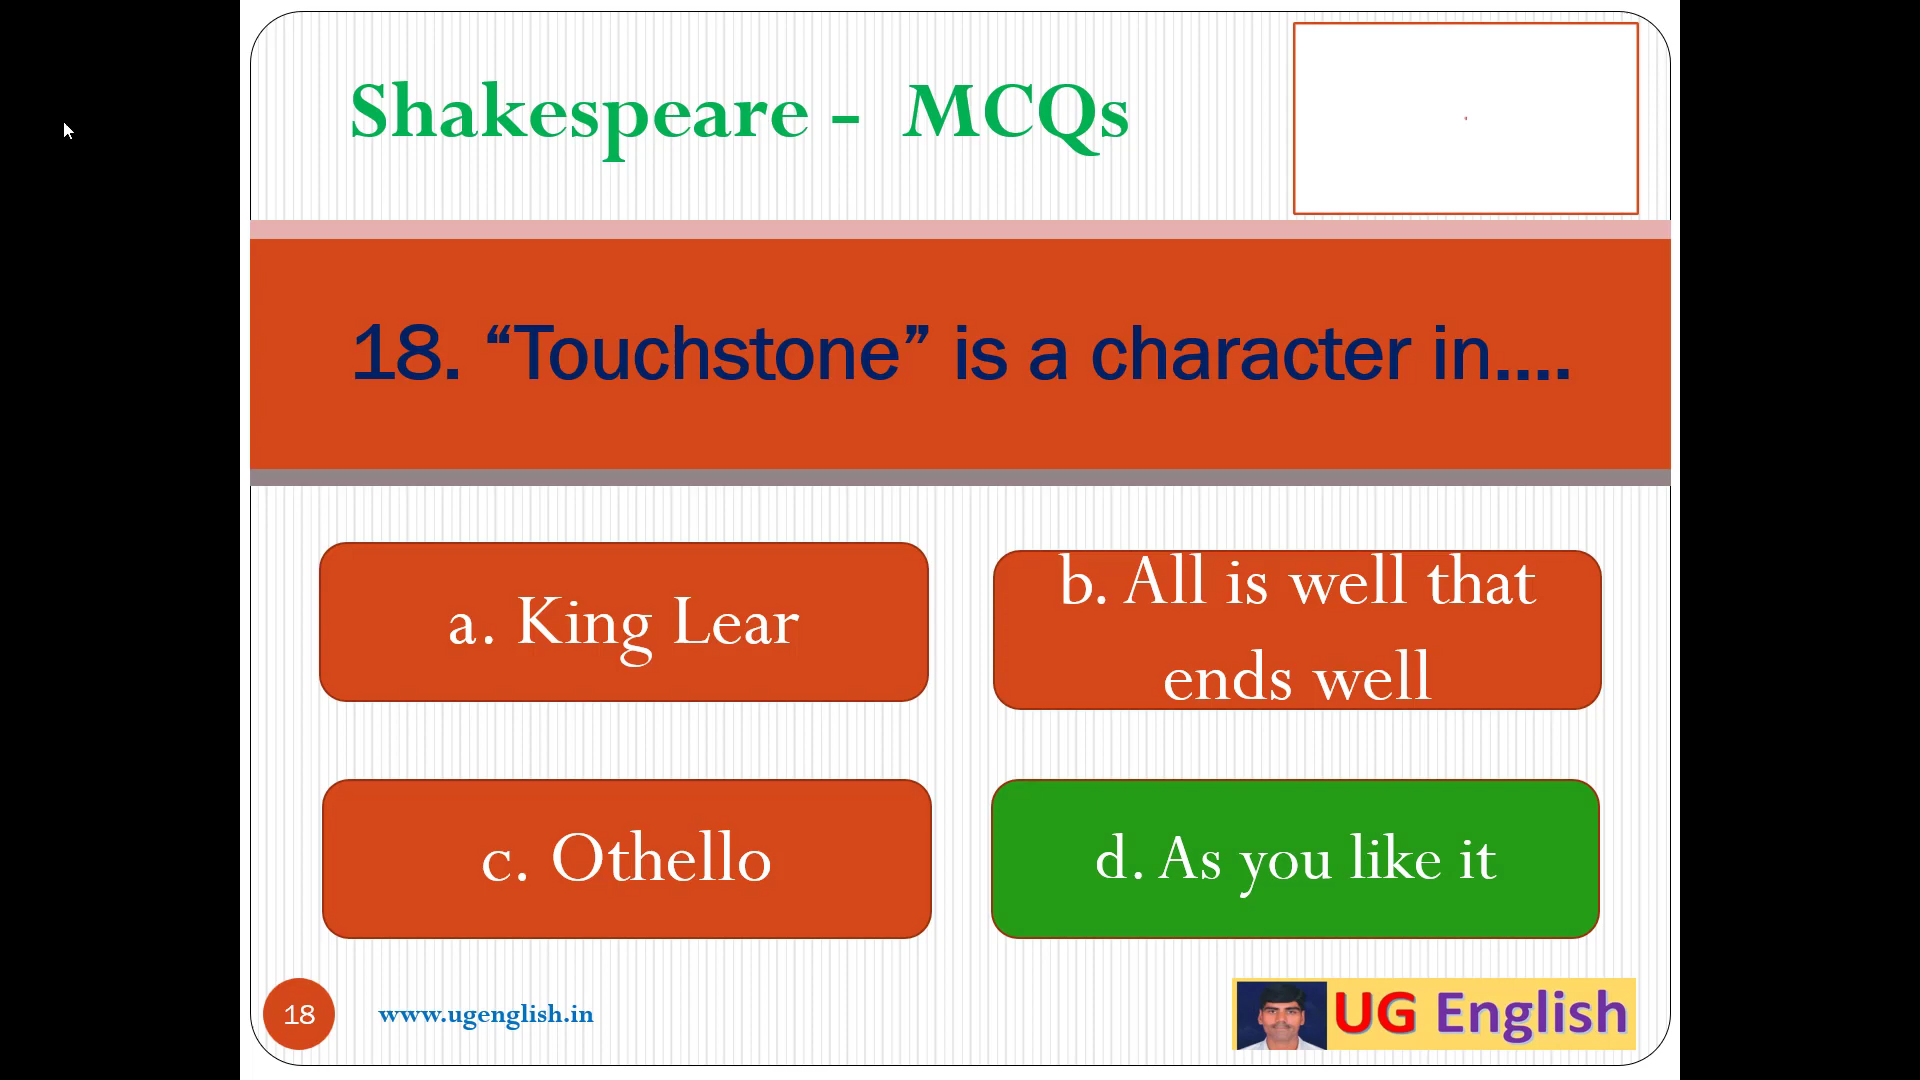 Shakespeare - MCQs
18. “Touchstone” is a character in....
a. King Lear
b. All is well that
ends well
c. Othello
d. As you like it
18
www.ugenglish.in
UG English